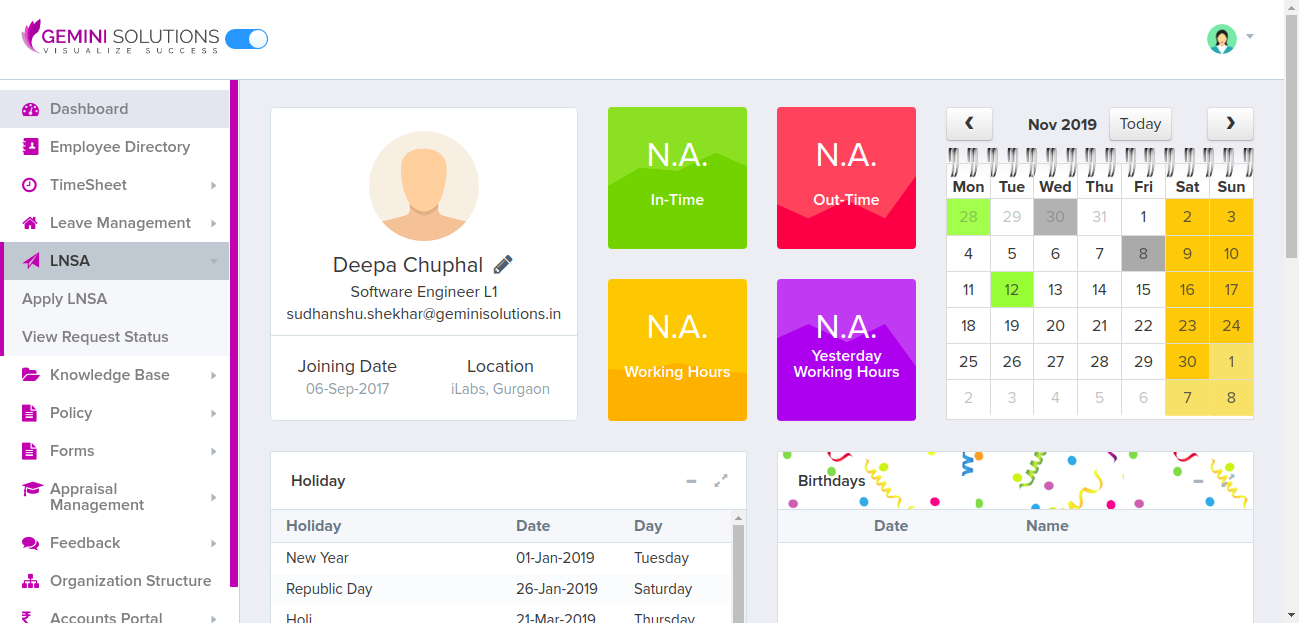 GEMINI SOLUTIONS
VISUALIZE SUCCESS
Dashboard
Employee Directory
TimeSheet
Leave Management
LNSA
Apply LNSA
View Request Status
Knowledge Base
Policy
Forms
Appraisal
Management
Feedback
Organization Structure
Accounts Portal
Deepa Chuphal
Software Engineer L1
sudhanshu.shekhar@geminisolutions.in
Joining Date Location
06-Sep-2017 iLabs, Gurgaon
N.A.
In-Time
N.A.
Out-Time
N.A.
Working Hours
N.A.
Yesterday
Working Hours
Nov 2019 Today
Mon Tue Wed Thu Fri Sat Sun
28 29 30 31 1 2 3
4 5 6 7 8 9 10
11 12 13 14 15 16 17
18 19 20 21 22 23 24
25 26 27 28 29 30 1
2 3 4 5 6 7 8
Holiday
Holiday Date Day
New Year 01-Jan-2019 Tuesday
Republic Day 26-Jan-2019 Saturday
Holi 21-Mar-2019 Thursday
Birthdays
Date Name